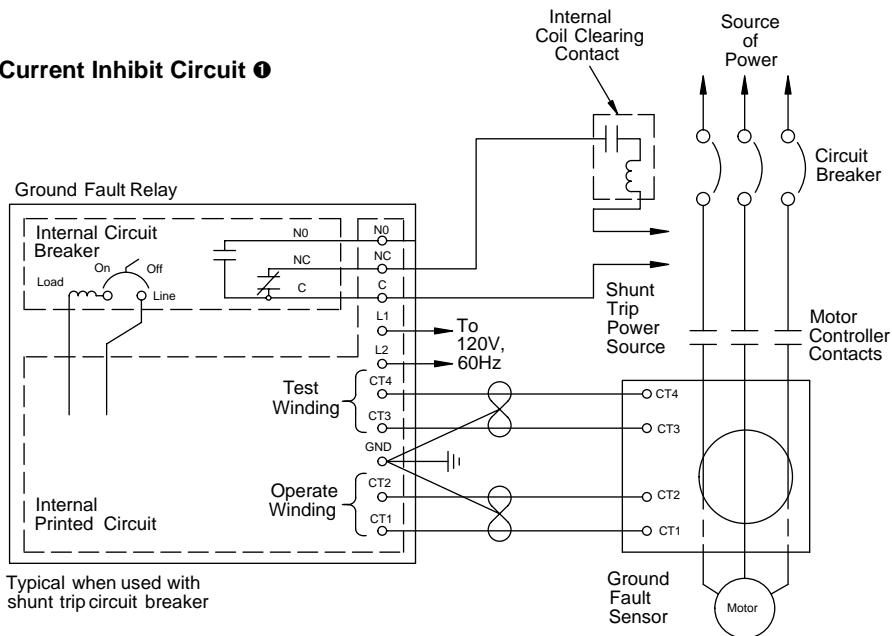 Current Inhibit Circuit ❶
Internal
Coil Clearing
Contact
Source
of
Power
Circuit
Breaker
Ground Fault Relay
Internal Circuit
Breaker
On
Off
Load
Line
N0
NC
C
N0
NC
C
L1
L2
To
120V,
60Hz
Shunt
Trip
Power
Source
Motor
Controller
Contacts
Test
Winding
CT4
CT3
GND
Operate
Winding
CT2
CT1
CT4
CT3
CT2
CT1
Internal
Printed Circuit
Typical when used with
shunt trip circuit breaker
Ground
Fault
Sensor
Motor